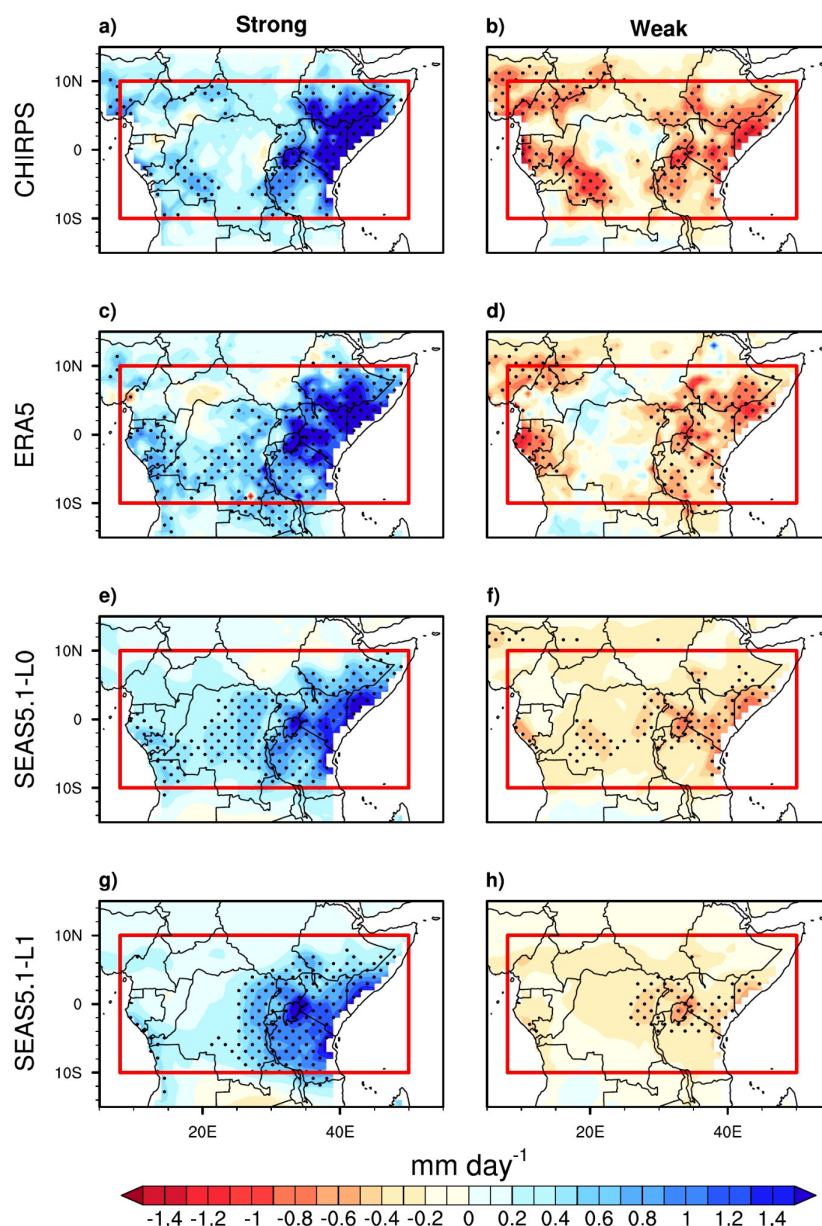 Strong
Weak
a)
b)
CHIRPS
10N
0
10S
c)
d)
ERA5
10N
0
10S
e)
f)
SEAS5.1-L0
10N
0
10S
g)
h)
SEAS5.1-L1
10N
0
10S
20E 40E 20E 40E
mm day-1
-1.4 -1.2 -1 -0.8 -0.6 -0.4 -0.2 0 0.2 0.4 0.6 0.8 1 1.2 1.4